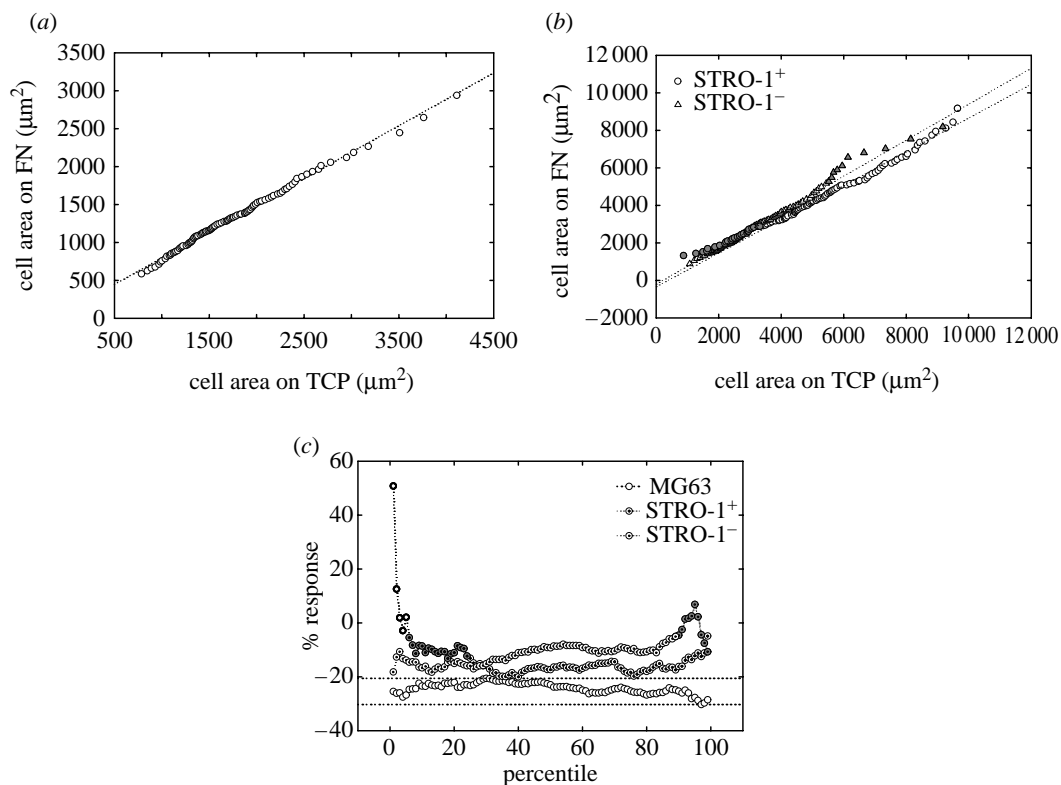 (a)
3500
3000
2500
2000
1500
1000
500
0
cell area on FN (μm²)
500 1500 2500 3500 4500
cell area on TCP (μm²)
(b)
12 000
10 000
8000
6000
4000
2000
0
−2000
cell area on FN (μm²)
STRO-1⁺
STRO-1⁻
0 2000 4000 6000 8000 10 000 12 000
cell area on TCP (μm²)
(c)
60
40
20
0
−20
−40
% response
MG63
STRO-1⁺
STRO-1⁻
0 20 40 60 80 100
percentile